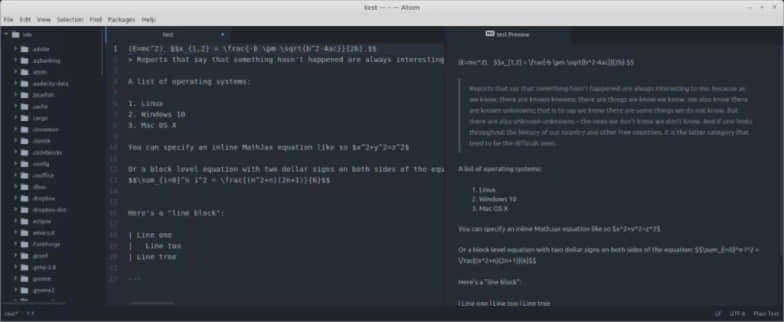 test — ~ — Atom
File Edit View Selection Find Packages Help
test
test Preview
.adobe
.aqbanking
.atom
.audacity-data
.bluefish
.cache
.cargo
.cinnamon
.codeblocks
.config
.dbus
.dropbox
.dropbox-dist
.eclipse
.emacs.d
.FontForge
.gconf
.gimp-2.8
.gnome
.gnome2
1 (E=mc^2), $$x_{1,2} = \frac{-b \pm \sqrt{b^2-4ac}}{2b}.$$
2 > Reports that say that something hasn't happened are always interesting
3
4 A list of operating systems:
5
6 1. Linux
7 2. Windows 10
8 3. Mac OS X
9
10 You can specify an inline MathJax equation like so $x^2+y^2=z^2$
11
12 Or a block level equation with two dollar signs on both sides of the equ
13 $$\sum_{i=0}^n i^2 = \frac{(n^2+n)(2n+1)}{6}$$
14
15
16 Here's a "line block":
17
18 | Line one
19 |   Line too
20 | Line tree
21
22 ---
(E=mc^2), $$x_{1,2} = \frac{-b \pm \sqrt{b^2-4ac}}{2b}.$$
Reports that say that something hasn't happened are always interesting to me, because as
we know, there are known knowns; there are things we know we know. We also know there
are known unknowns; that is to say we know there are some things we do not know. But
there are also unknown unknowns – the ones we don't know we don't know. And if one looks
throughout the history of our country and other free countries, it is the latter category that
tend to be the difficult ones.
A list of operating systems:
1. Linux
2. Windows 10
3. Mac OS X
You can specify an inline MathJax equation like so $x^2+y^2=z^2$
Or a block level equation with two dollar signs on both sides of the equation: $$\sum_{i=0}^n i^2 =
\frac{(n^2+n)(2n+1)}{6}$$
Here's a "line block":
| Line one | Line too | Line tree
test* 1:1
LF UTF-8 Plain Text